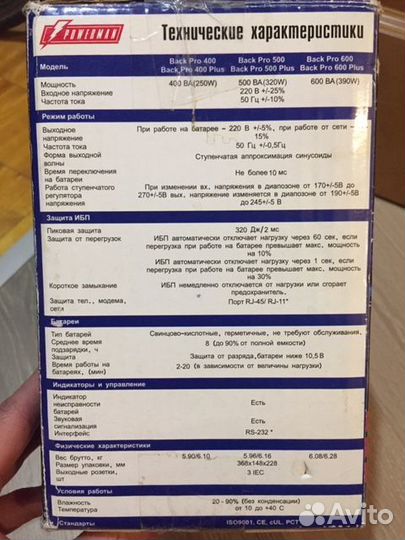 POWERMAN
Технические характеристики
Модель
Back Pro 400 Back Pro 500 Back Pro 600
Back Pro 400 Plus Back Pro 500 Plus Back Pro 600 Plus
Мощность 400 ВА(250W) 500 ВА(320W) 600 ВА(390W)
Входное напряжение 220 В +/-25%
Частота тока 50 Гц +/-10%
Режим работы
Выходное При работе на батарее – 220 В +/-5%, при работе от сети –
напряжение 15%
Частота тока 50 Гц +/-0,5Гц
Форма выходной
волны Ступенчатая аппроксимация синусоиды
Время переключения
на батареи Не более 10 мс
Работа ступенчатого При изменении вх. напряжения в диапазоне от 170+/-5В до
регулятора 270+/-5В вых. напряжение изменяется в диапазоне от 190+/-5В
напряжения до 245+/-5 В
Защита ИБП
Пиковая защита 320 Дж/2 мс
Защита от перегрузок ИБП автоматически отключает нагрузку через 60 сек, если
перегрузка при работе на батарее превышает макс, мощность
на 10%
ИБП автоматически отключает нагрузку через 1 сек, если
перегрузка при работе на батарее превышает макс, мощность
на 30%
Короткое замыкание ИБП немедленно отключается от нагрузки или сгорает
предохранитель.
Защита тел., модема,
сети Порт RJ-45/ RJ-11*
Батареи
Тип батарей Свинцово-кислотные, герметичные, не требуют обслуживания.
Среднее время
подзарядки, ч 8 (до 90% от полной емкости)
Защита Защита от разряда,батареи ниже 10,5 В
Время работы на
батареях, (мин) 2-20 (в зависимости от величины нагрузки)
Индикаторы и управление
Индикатор
неисправности Есть
батарей
Звуковая
сигнализация Есть
Интерфейс RS-232 *
Физические характеристики
Вес брутто, кг 5.90/6.10 5.96/6.16 6.08/6.28
Размер упаковки, мм 368x148x228
Выходные розетки,
шт 3 IEC
Условия работы
Влажность 20 - 90% (без конденсации)
Температура от 10 до +40 С
Стандарты ISO9001, CE, cUL, РСТ
Avito